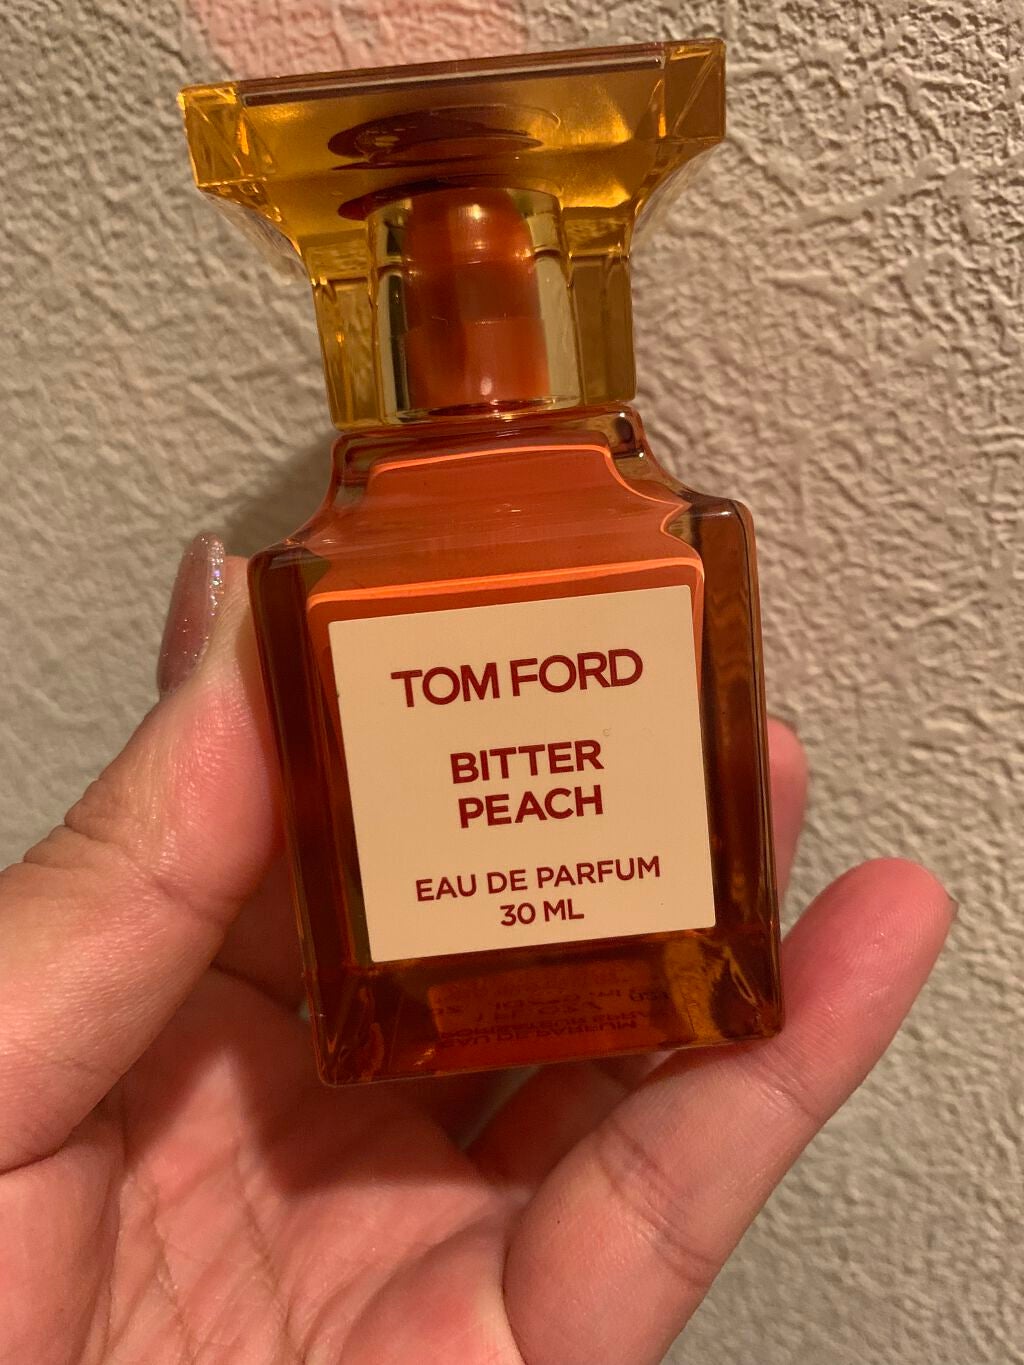 TOM FORD
BITTER
PEACH
EAU DE PARFUM
30 ML